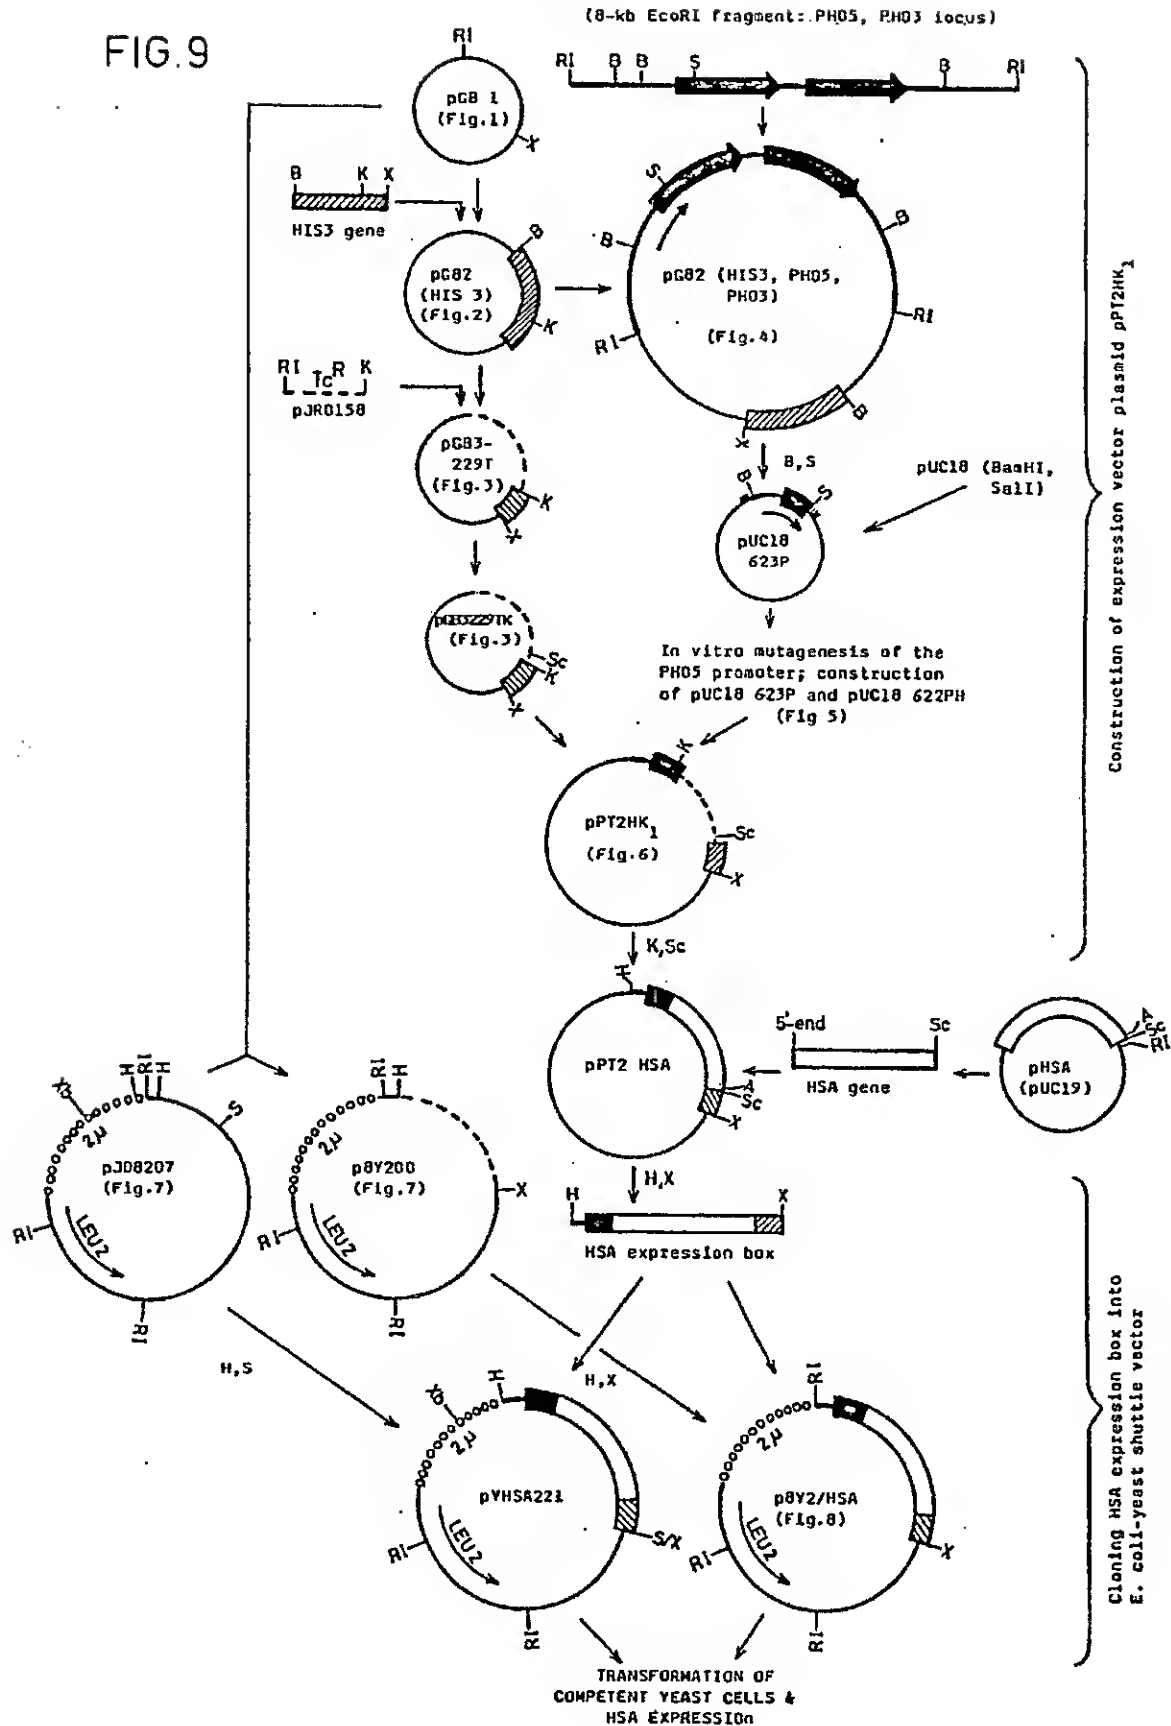 (8-kb EcoRI fragment: PHO5, PHO3 locus)
FIG.9
RI
pGB 1
(Fig.1)
X
RI
B
B
S
B
RI
B
K
X
HIS3 gene
pG82
(HIS 3)
(Fig.2)
B
K
S
B
B
RI
RI
pG82 (HIS3, PHO5,
PHO3)
(Fig.4)
X
B
RI
TcR
K
pJRD158
pGB3-
229T
(Fig.3)
K
X
B,S
pUC18 (BamHI,
SalI)
B
S
pUC18
623P
pGB3229TK
(Fig.3)
Sc
K
X
In vitro mutagenesis of the
PHO5 promoter; construction
of pUC18 623P and pUC18 622PH
(Fig 5)
K
pPT2HK1
(Fig.6)
Sc
X
K,Sc
Construction of expression vector plasmid pPT2HK1
H
pPT2 HSA
A
Sc
X
5'-end
Sc
HSA gene
pHSA
(pUC19)
A
Sc
RI
H,X
H
X
HSA expression box
Xb
H
RI
H
S
2µ
pJD8207
(Fig.7)
RI
LEU2
RI
RI
H
2µ
p8Y200
(Fig.7)
X
RI
LEU2
RI
H,S
H,X
Xb
H
2µ
pYHSA221
S/X
RI
LEU2
RI
RI
2µ
p8Y2/HSA
(Fig.8)
X
RI
LEU2
RI
Cloning HSA expression box into
E. coli-yeast shuttle vector
TRANSFORMATION OF
COMPETENT YEAST CELLS &
HSA EXPRESSION